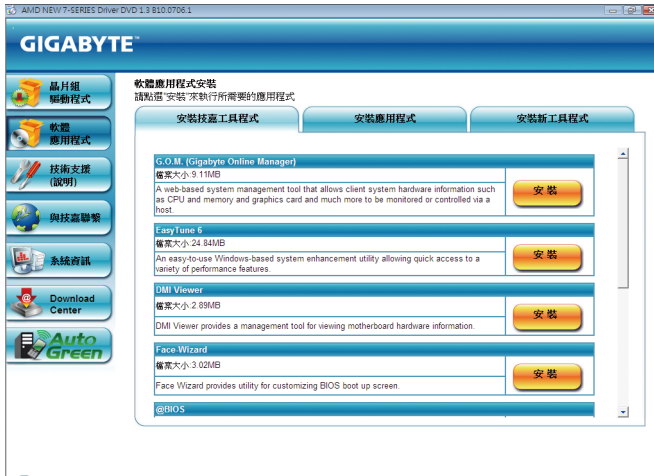 AMD NEW 7-SERIES Driver DVD 1.3 B10.0706.1
GIGABYTE™
晶片組
驅動程式
軟體
應用程式
技術支援
(說明)
與技嘉聯繫
系統資訊
Download
Center
Auto
Green
軟體應用程式安裝
請點選"安裝"來執行所需要的應用程式
安裝技嘉工具程式
安裝應用程式
安裝新工具程式
G.O.M. (Gigabyte Online Manager)
檔案大小:9.11MB
A web-based system management tool that allows client system hardware information such
as CPU and memory and graphics card and much more to be monitored or controlled via a
host.
安裝
EasyTune 6
檔案大小:24.84MB
An easy-to-use Windows-based system enhancement utility allowing quick access to a
variety of performance features.
安裝
DMI Viewer
檔案大小:2.89MB
DMI Viewer provides a management tool for viewing motherboard hardware information.
安裝
Face-Wizard
檔案大小:3.02MB
Face Wizard provides utility for customizing BIOS boot up screen.
安裝
@BIOS